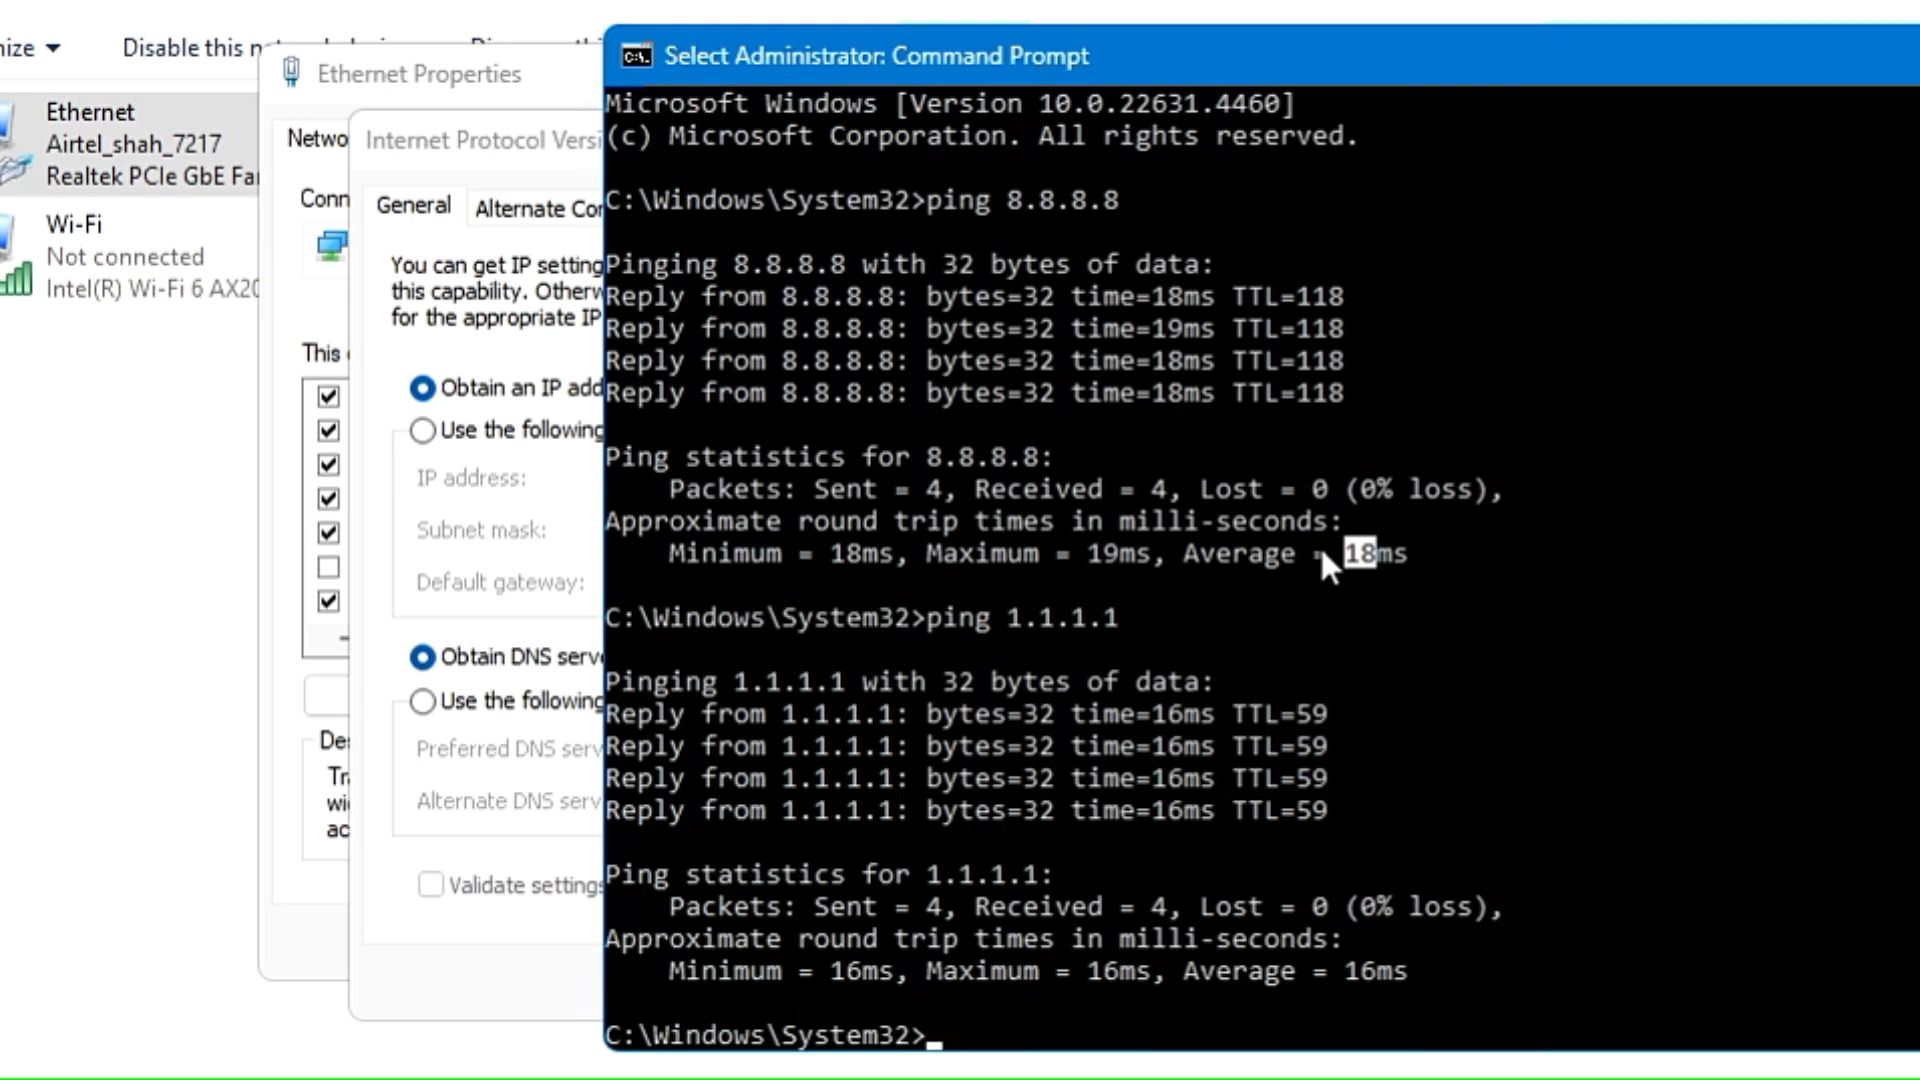 nize
Disable this
Ethernet
Airtel_shah_7217
Realtek PCIe GbE
Wi-Fi
Not connected
Intel(R) Wi-Fi 6 AX20
Ethernet Properties
Netwo
Conn
This
Internet Protocol Versi
General
Alternate Cor
You can get IP setting
this capability. Otherw
for the appropriate IP
Obtain an IP add
Use the following
IP address:
Subnet mask:
Default gateway:
Obtain DNS serve
Use the following
Preferred DNS serv
Alternate DNS serv
Validate settings
Select Administrator: Command Prompt
Microsoft Windows [Version 10.0.22631.4460]
(c) Microsoft Corporation. All rights reserved.
C:\Windows\System32>ping 8.8.8.8
Pinging 8.8.8.8 with 32 bytes of data:
Reply from 8.8.8.8: bytes=32 time=18ms TTL=118
Reply from 8.8.8.8: bytes=32 time=19ms TTL=118
Reply from 8.8.8.8: bytes=32 time=18ms TTL=118
Reply from 8.8.8.8: bytes=32 time=18ms TTL=118
Ping statistics for 8.8.8.8:
Packets: Sent = 4, Received = 4, Lost = 0 (0% loss),
Approximate round trip times in milli-seconds:
Minimum = 18ms, Maximum = 19ms, Average = 18ms
C:\Windows\System32>ping 1.1.1.1
Pinging 1.1.1.1 with 32 bytes of data:
Reply from 1.1.1.1: bytes=32 time=16ms TTL=59
Reply from 1.1.1.1: bytes=32 time=16ms TTL=59
Reply from 1.1.1.1: bytes=32 time=16ms TTL=59
Reply from 1.1.1.1: bytes=32 time=16ms TTL=59
Ping statistics for 1.1.1.1:
Packets: Sent = 4, Received = 4, Lost = 0 (0% loss),
Approximate round trip times in milli-seconds:
Minimum = 16ms, Maximum = 16ms, Average = 16ms
C:\Windows\System32>